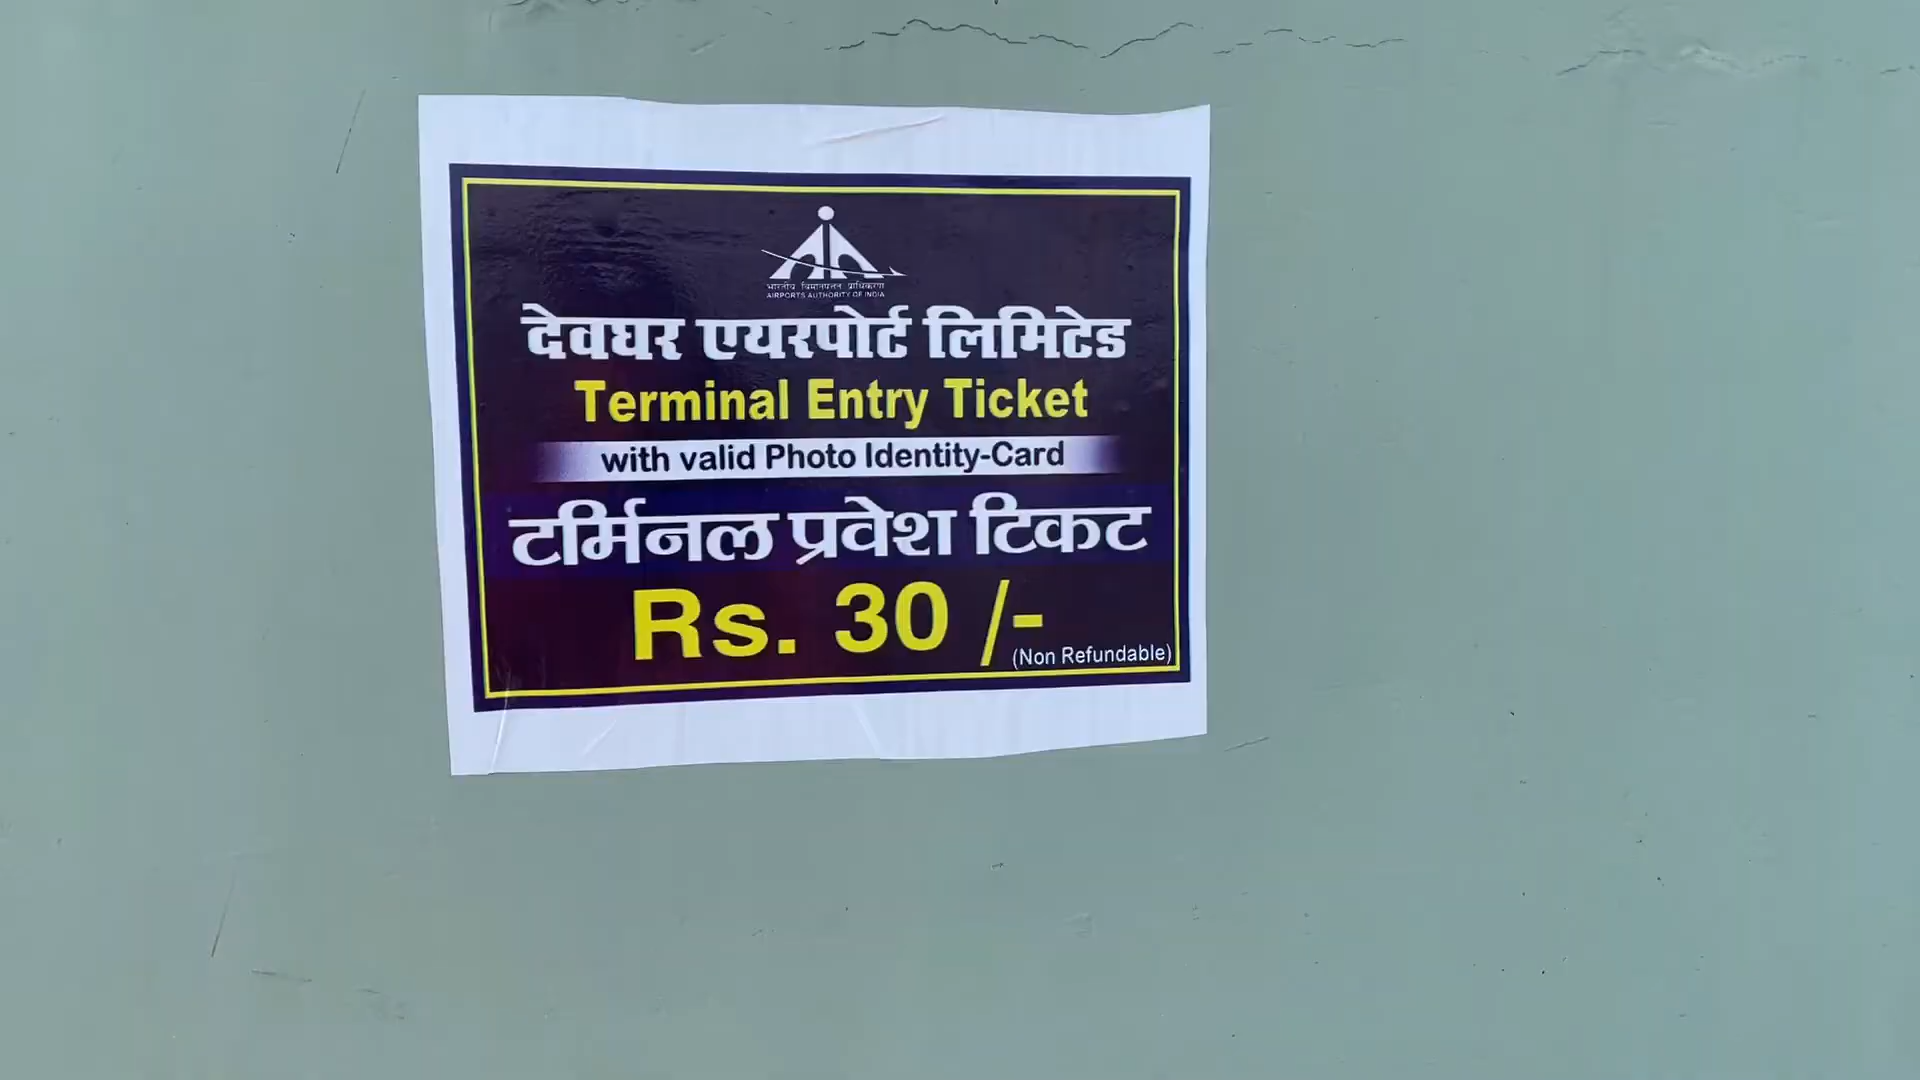 भारतीय विमानपत्तन प्राधिकरण
AIRPORTS AUTHORITY OF INDIA
देवघर एयरपोर्ट लिमिटेड
Terminal Entry Ticket
with valid Photo Identity-Card
टर्मिनल प्रवेश टिकट
Rs. 30 /-
(Non Refundable)